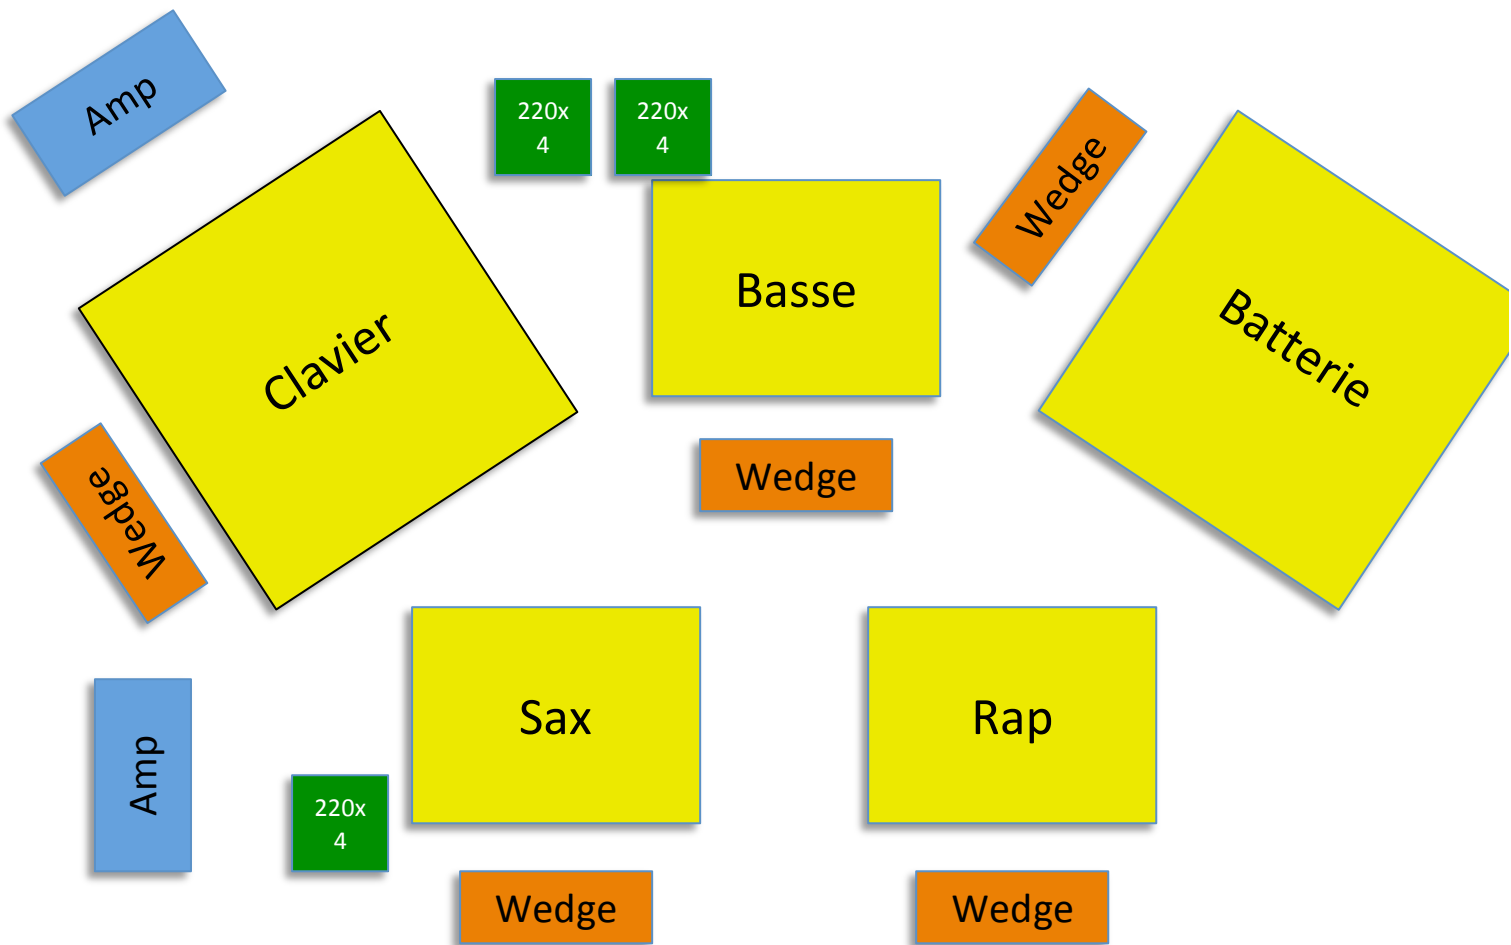 Amp
220x
4
220x
4
Wedge
Clavier
Basse
Batterie
Wedge
Wedge
Amp
Sax
Rap
220x
4
Wedge
Wedge